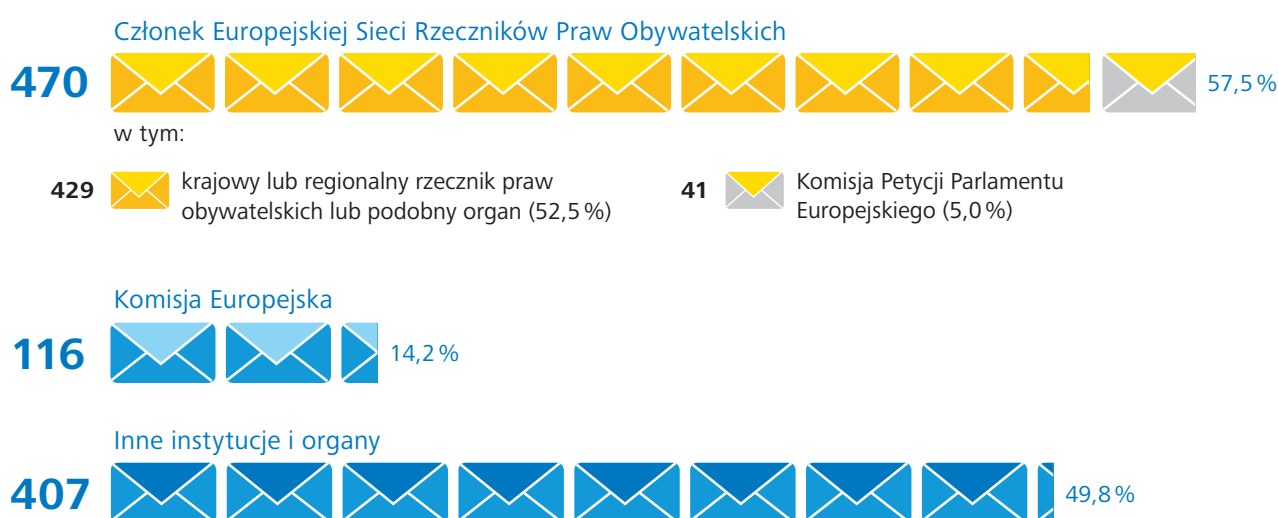 Członek Europejskiej Sieci Rzeczników Praw Obywatelskich
470 57,5 %
w tym:
429 krajowy lub regionalny rzecznik praw
obywatelskich lub podobny organ (52,5 %)
41 Komisja Petycji Parlamentu
Europejskiego (5,0 %)
Komisja Europejska
116 14,2 %
Inne instytucje i organy
407 49,8 %